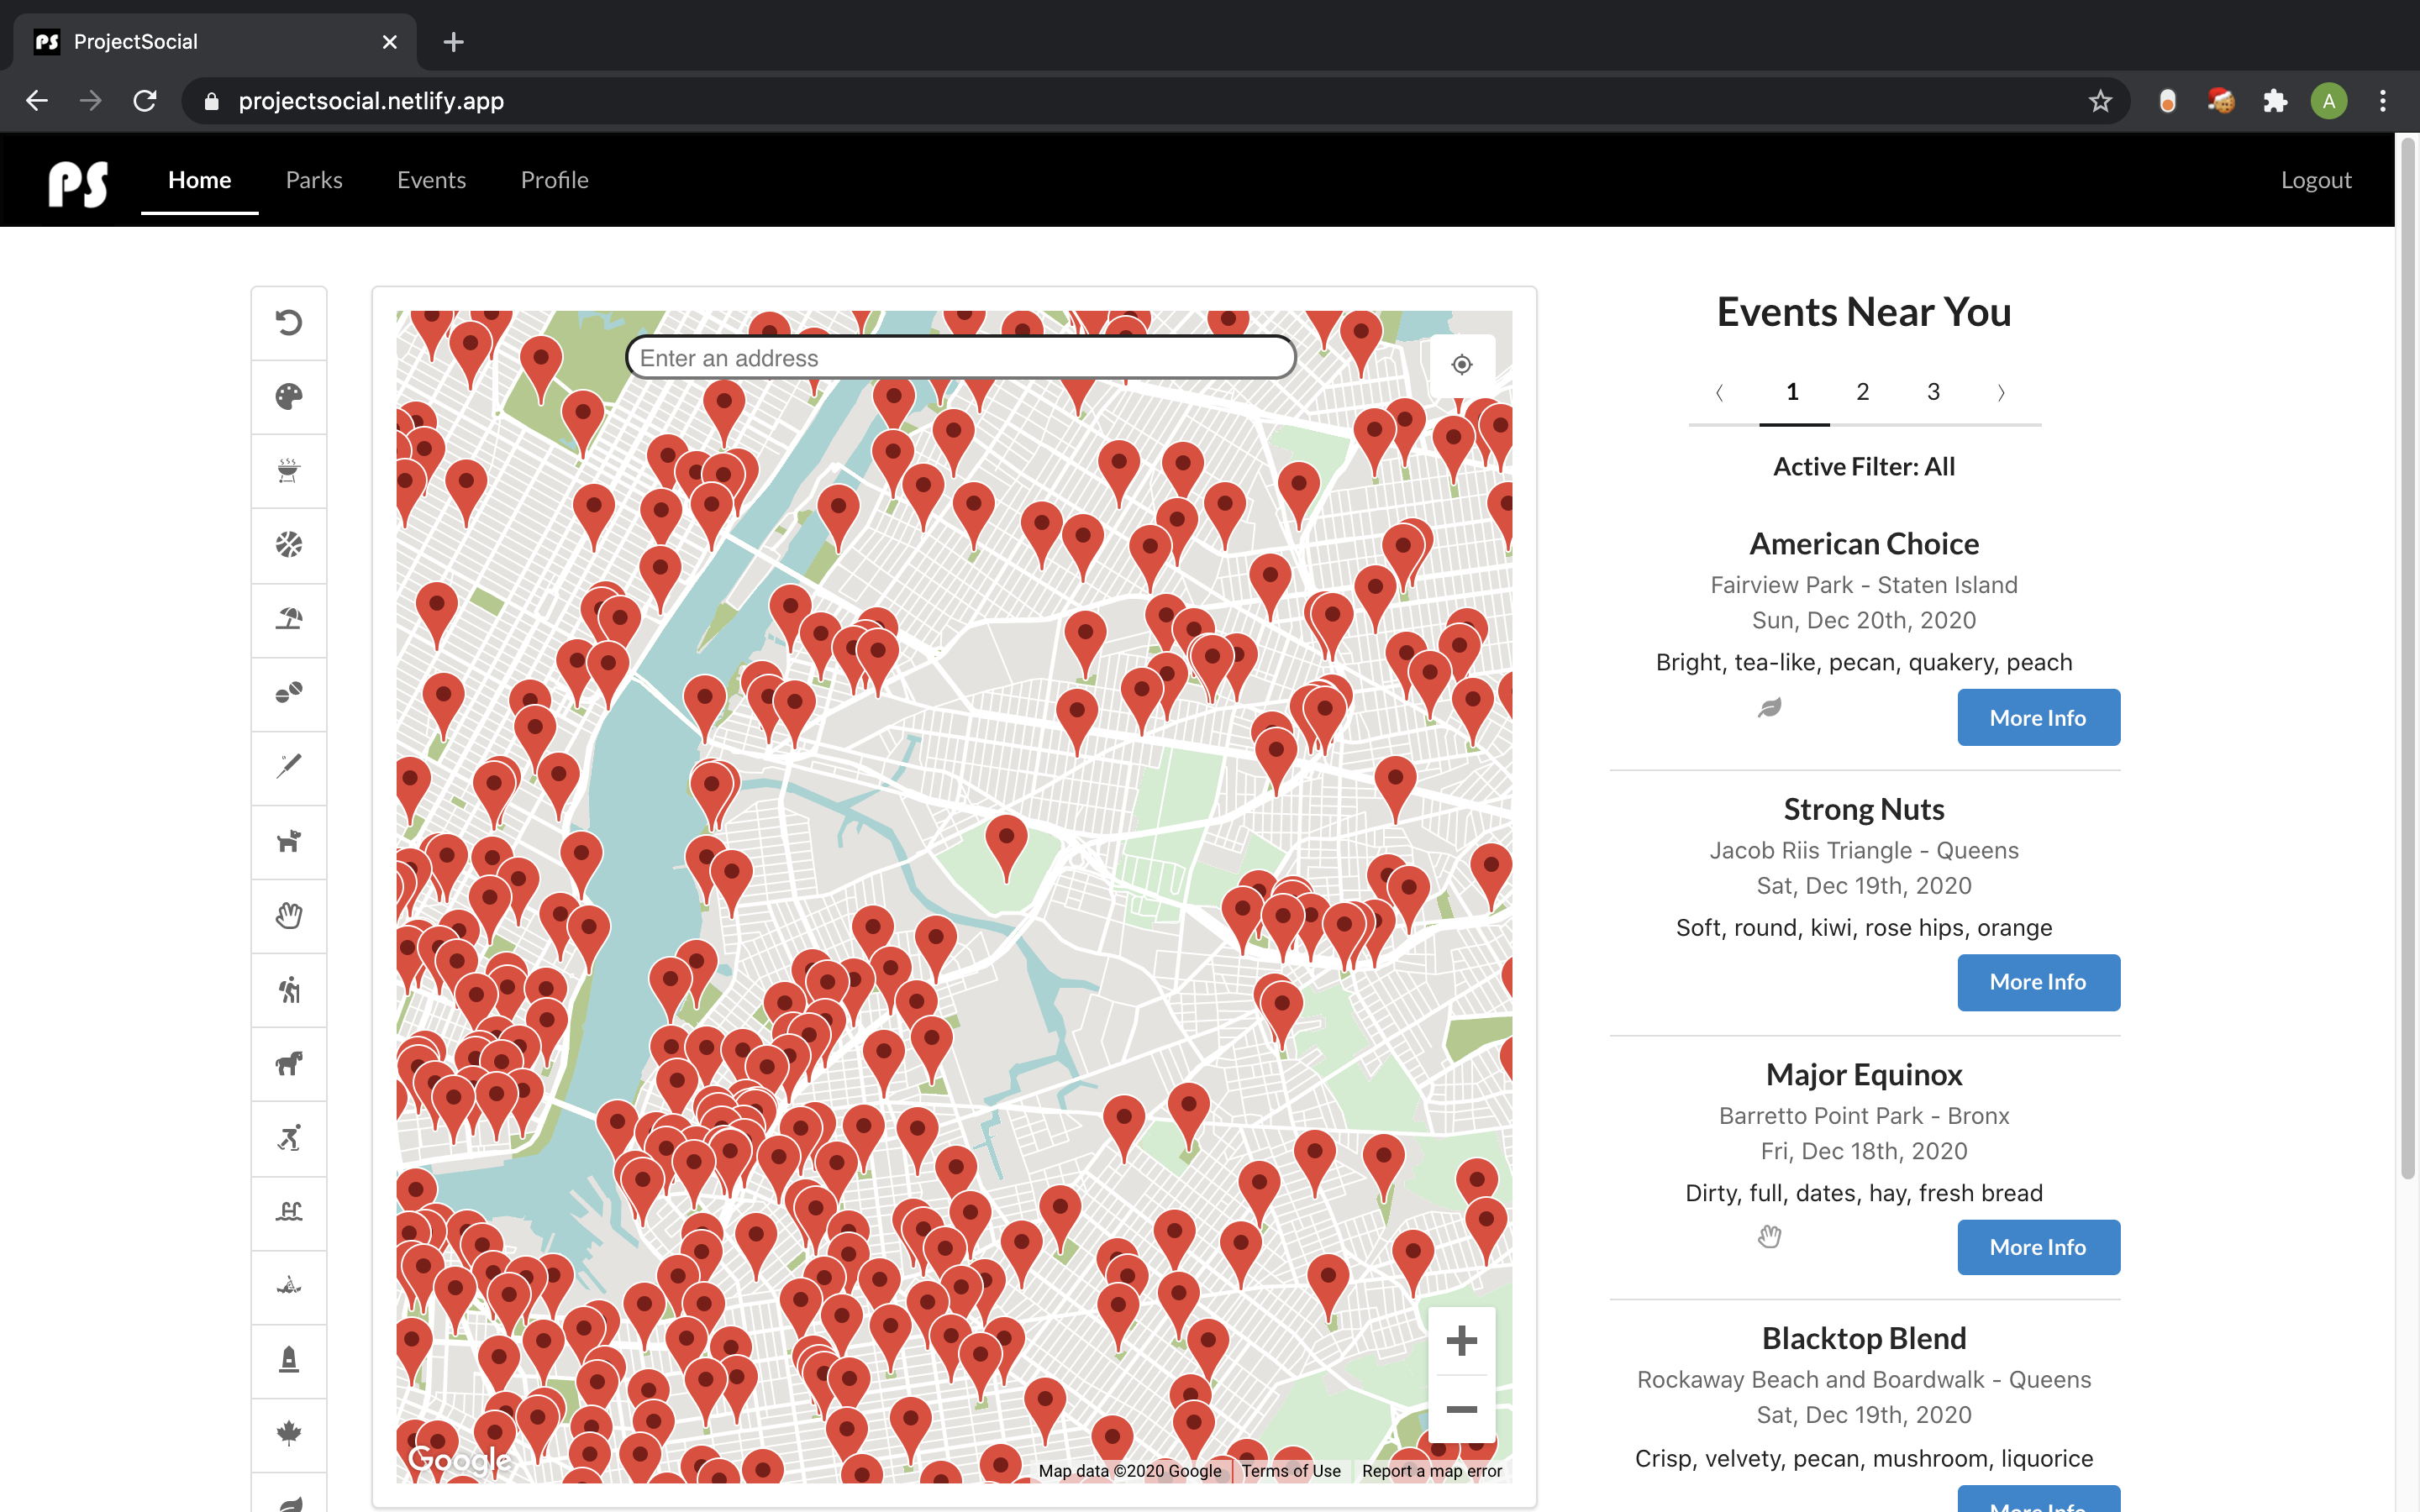 PS ProjectSocial
projectsocial.netlify.app
A
PS Home Parks Events Profile Logout
Enter an address
Google
Map data ©2020 Google Terms of Use Report a map error
Events Near You
1 2 3
Active Filter: All
American Choice
Fairview Park - Staten Island
Sun, Dec 20th, 2020
Bright, tea-like, pecan, quakery, peach
More Info
Strong Nuts
Jacob Riis Triangle - Queens
Sat, Dec 19th, 2020
Soft, round, kiwi, rose hips, orange
More Info
Major Equinox
Barretto Point Park - Bronx
Fri, Dec 18th, 2020
Dirty, full, dates, hay, fresh bread
More Info
Blacktop Blend
Rockaway Beach and Boardwalk - Queens
Sat, Dec 19th, 2020
Crisp, velvety, pecan, mushroom, liquorice
More Info